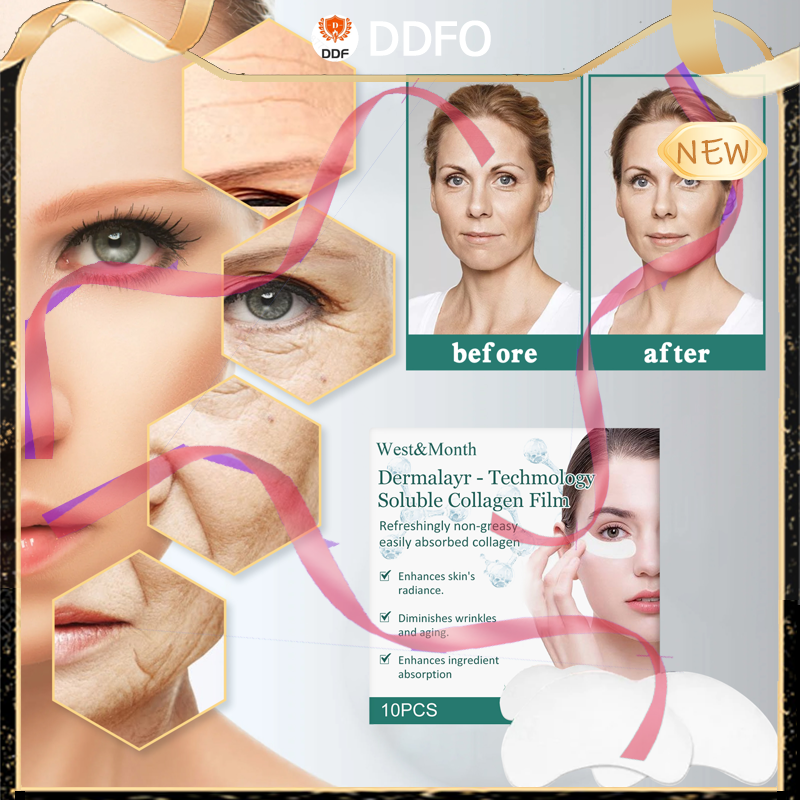 DDF
DDFO
NEW
before
after
West&Month
Dermalayr - Techmology
Soluble Collagen Film
Refreshingly non-greasy
easily absorbed collagen
Enhances skin's
radiance.
Diminishes wrinkles
and aging.
Enhances ingredient
absorption
10PCS